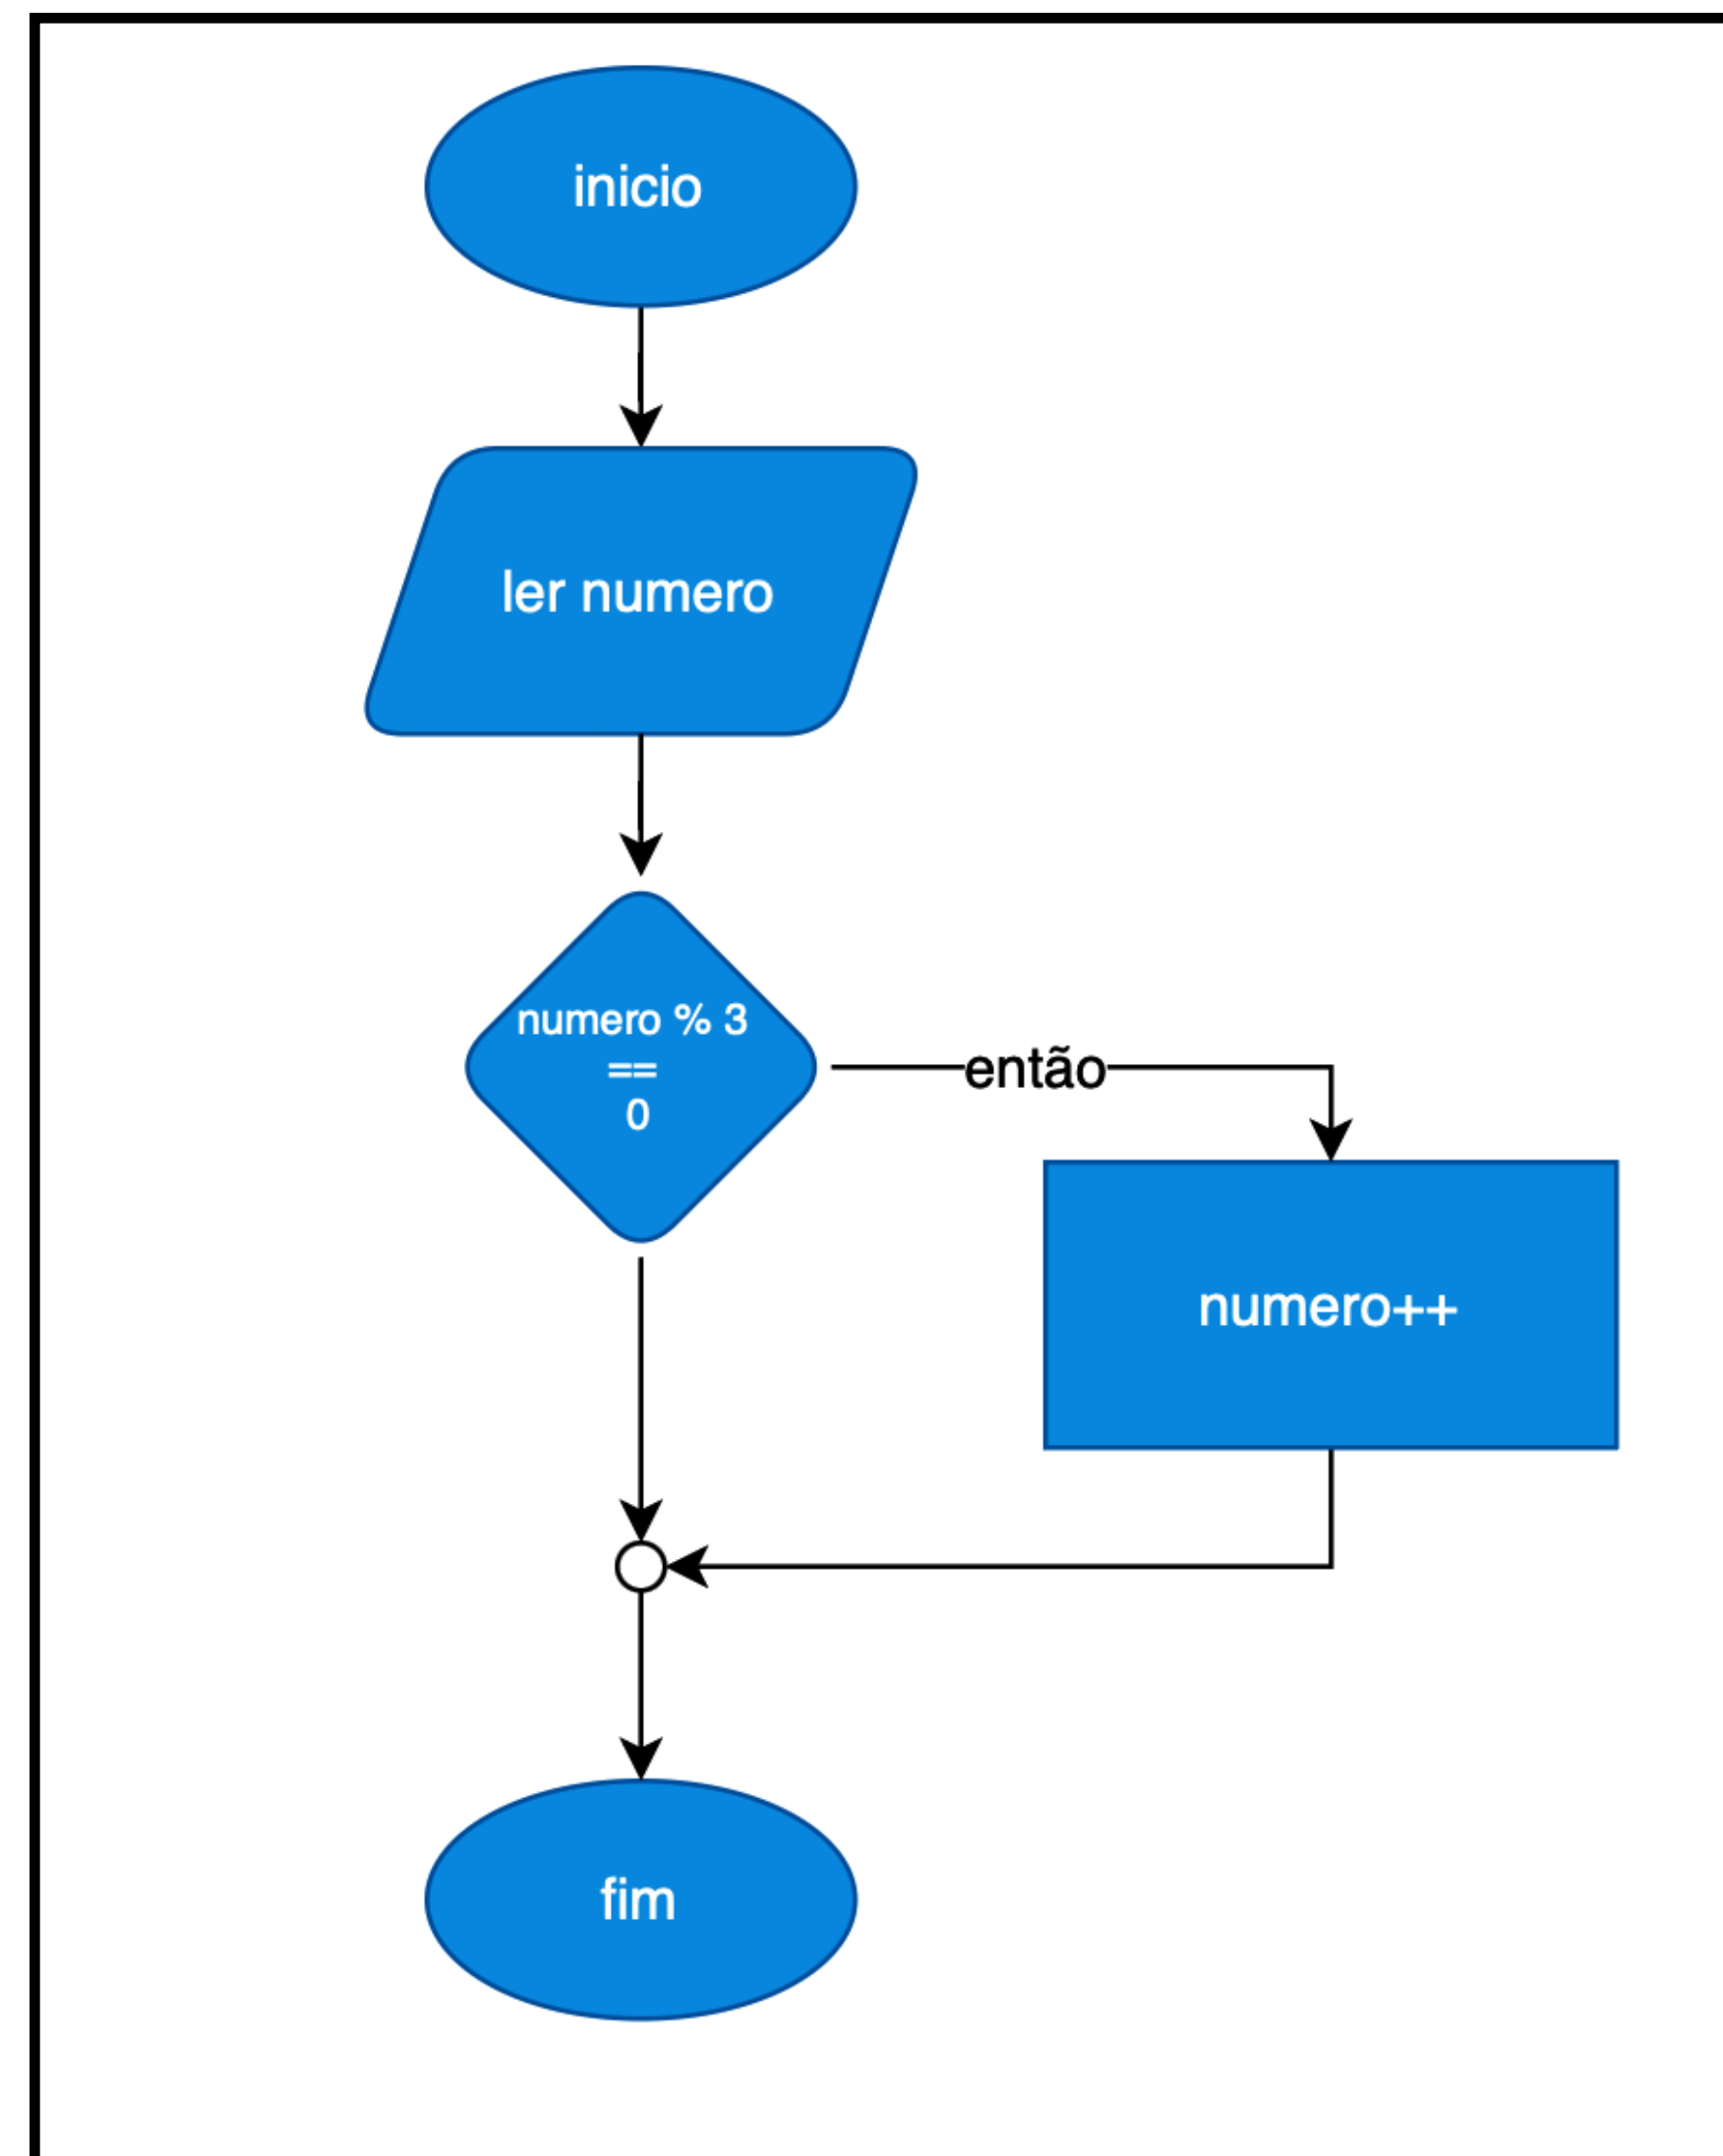 inicio
ler numero
numero % 3
==
0
então
numero++
fim